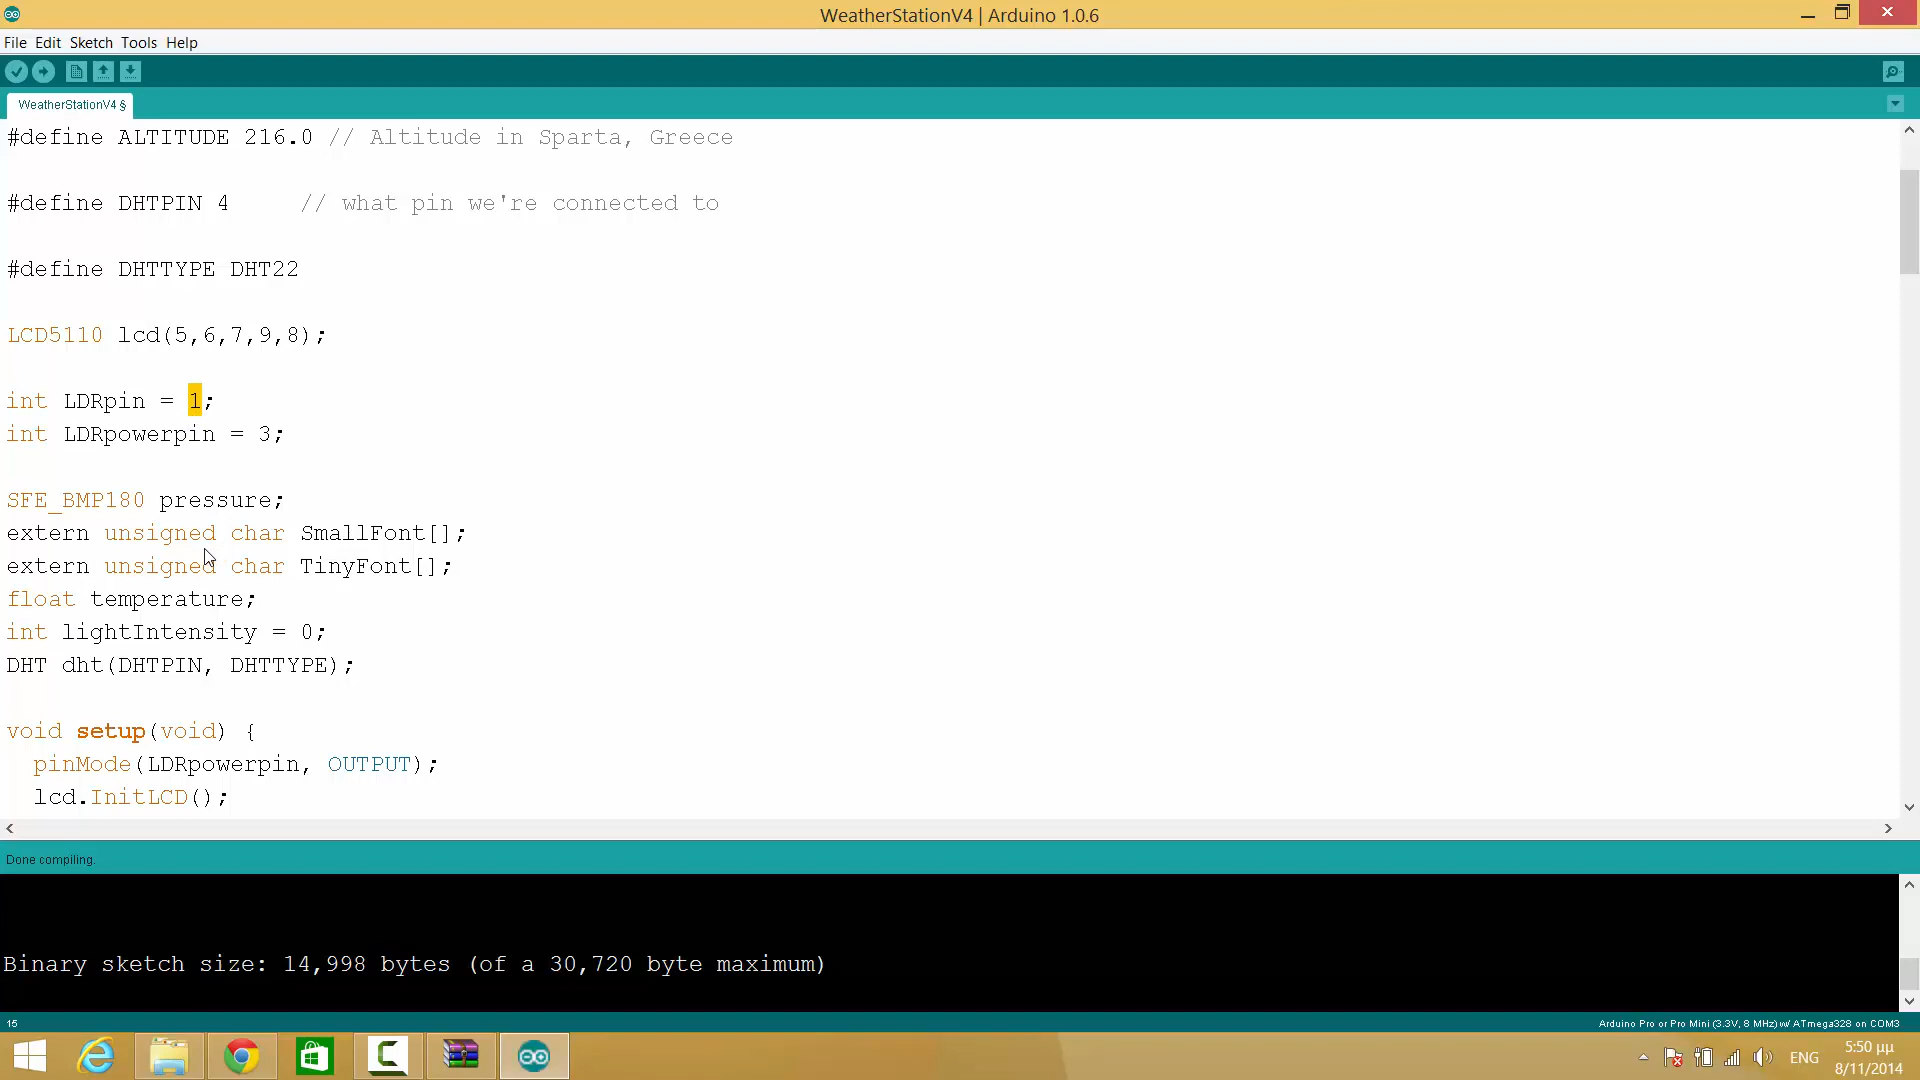 WeatherStationV4 | Arduino 1.0.6
File Edit Sketch Tools Help
WeatherStationV4 §
#define ALTITUDE 216.0 // Altitude in Sparta, Greece
#define DHTPIN 4     // what pin we're connected to
#define DHTTYPE DHT22
LCD5110 lcd(5,6,7,9,8);
int LDRpin = 1;
int LDRpowerpin = 3;
SFE_BMP180 pressure;
extern unsigned char SmallFont[];
extern unsigned char TinyFont[];
float temperature;
int lightIntensity = 0;
DHT dht(DHTPIN, DHTTYPE);
void setup(void) {
  pinMode(LDRpowerpin, OUTPUT);
  lcd.InitLCD();
Done compiling.
Binary sketch size: 14,998 bytes (of a 30,720 byte maximum)
15
Arduino Pro or Pro Mini (3.3V, 8 MHz) w/ ATmega328 on COM3
ENG
5:50 μμ
8/11/2014